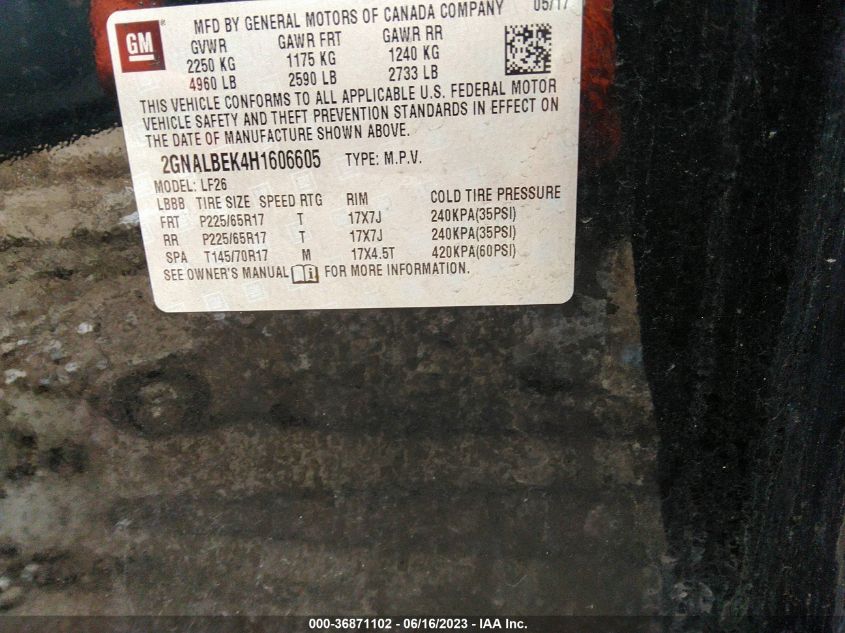 GM ®
MFD BY GENERAL MOTORS OF CANADA COMPANY 05/17
GVWR GAWR FRT GAWR RR
2250 KG 1175 KG 1240 KG
4960 LB 2590 LB 2733 LB
THIS VEHICLE CONFORMS TO ALL APPLICABLE U.S. FEDERAL MOTOR
VEHICLE SAFETY AND THEFT PREVENTION STANDARDS IN EFFECT ON
THE DATE OF MANUFACTURE SHOWN ABOVE.
2GNALBEK4H1606605 TYPE: M.P.V.
MODEL: LF26
LBBB TIRE SIZE SPEED RTG RIM COLD TIRE PRESSURE
FRT P225/65R17 T 17X7J 240KPA(35PSI)
RR P225/65R17 T 17X7J 240KPA(35PSI)
SPA T145/70R17 M 17X4.5T 420KPA(60PSI)
SEE OWNER'S MANUAL FOR MORE INFORMATION.
000-36871102 - 06/16/2023 - IAA Inc.